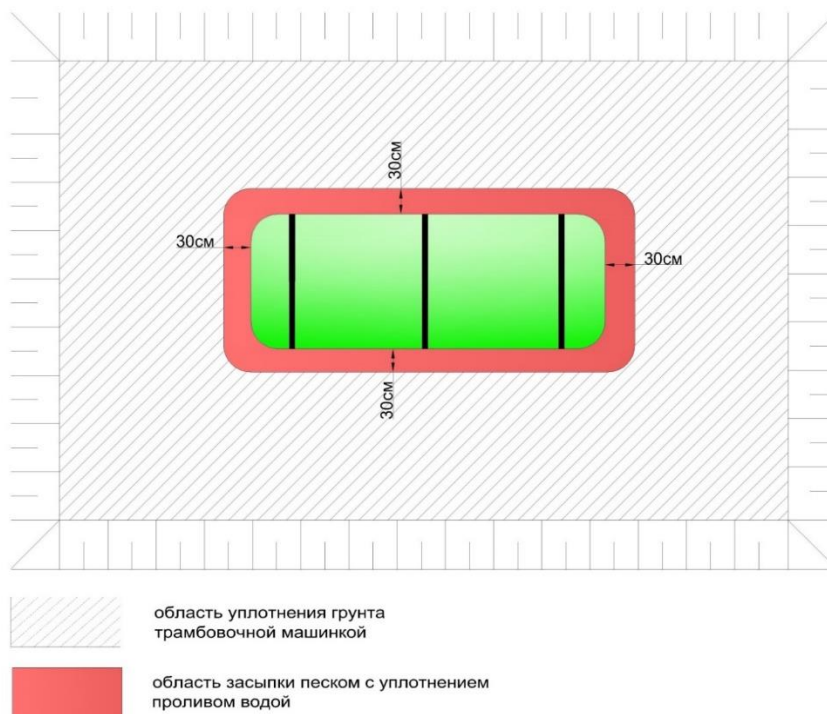 30см
30см
30см
30см
область уплотнения грунта
трамбовочной машинкой
область засыпки песком с уплотнением
проливом водой